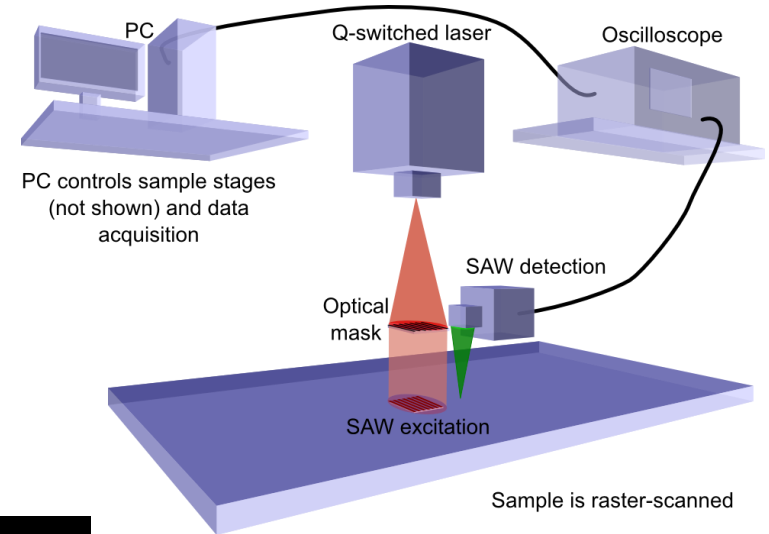 PC
Q-switched laser
Oscilloscope
PC controls sample stages
(not shown) and data
acquisition
SAW detection
Optical
mask
SAW excitation
Sample is raster-scanned